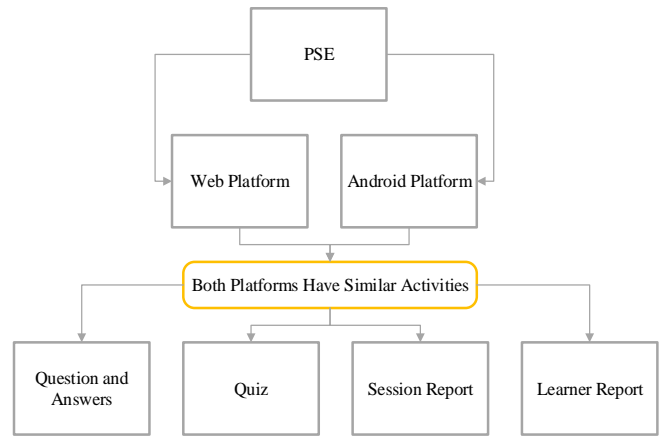 PSE
Web Platform
Android Platform
Both Platforms Have Similar Activities
Question and
Answers
Quiz
Session Report
Learner Report